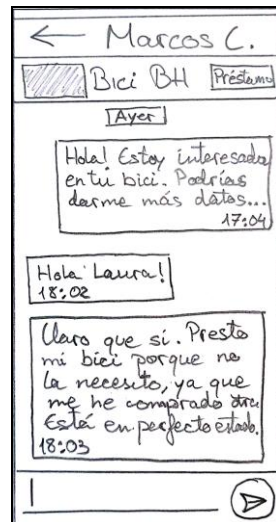 Marcos C.
Bici BH Préstamo
Ayer
Hola! Estoy interesada
en tú bici. Podrías
darme más datos...
17:04
Hola Laura!
18:02
Claro que si. Presto
mi bici porque no
la necesito, ya que
me he comprado otra
Está en perfecto estado.
18:03